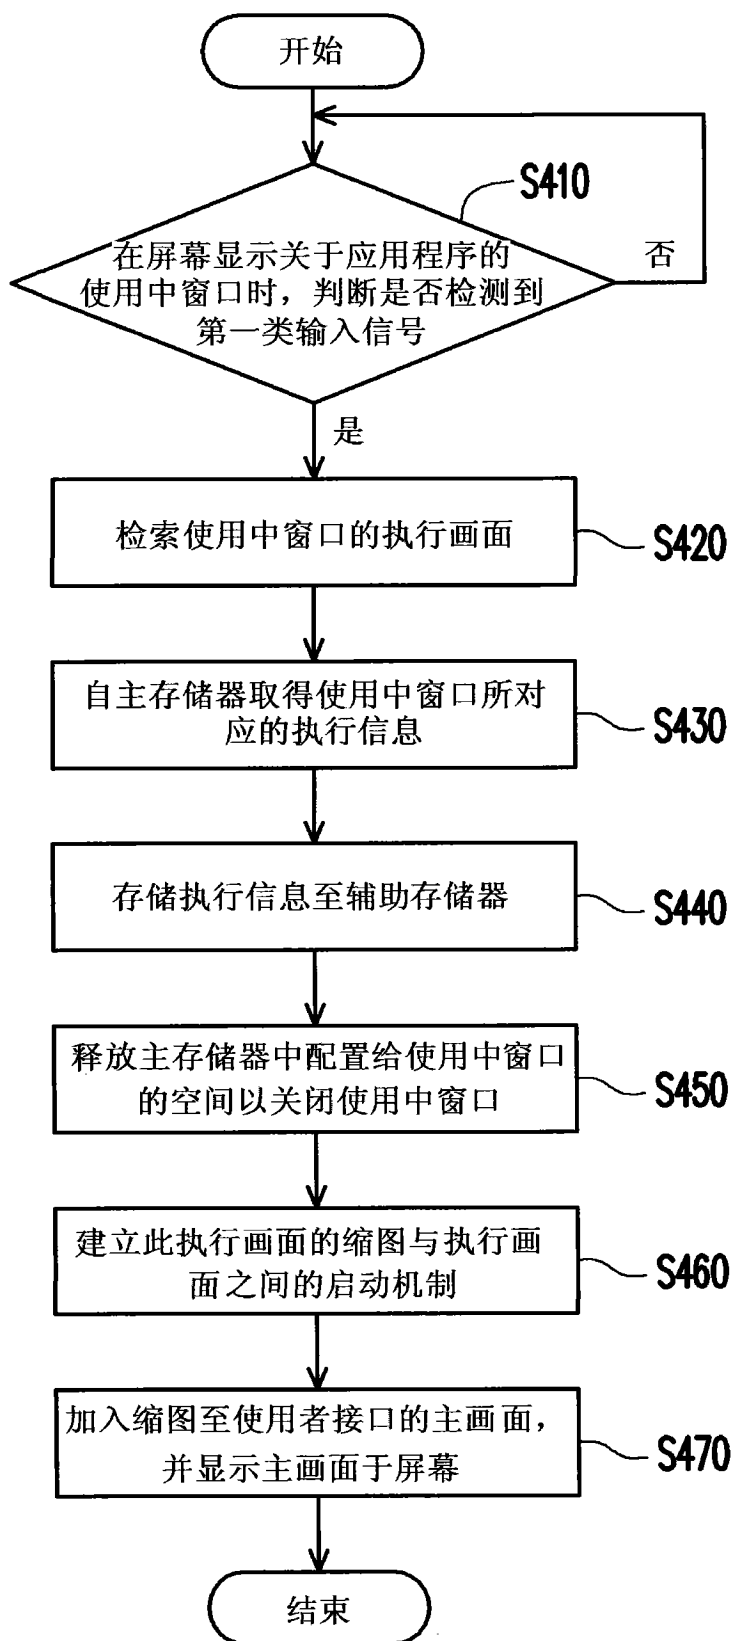 开始
S410
在屏幕显示关于应用程序的
使用中窗口时，判断是否检测到
第一类输入信号
否
是
检索使用中窗口的执行画面
S420
自主存储器取得使用中窗口所对
应的执行信息
S430
存储执行信息至辅助存储器
S440
释放主存储器中配置给使用中窗口
的空间以关闭使用中窗口
S450
建立此执行画面的缩图与执行画
面之间的启动机制
S460
加入缩图至使用者接口的主画面，
并显示主画面于屏幕
S470
结束